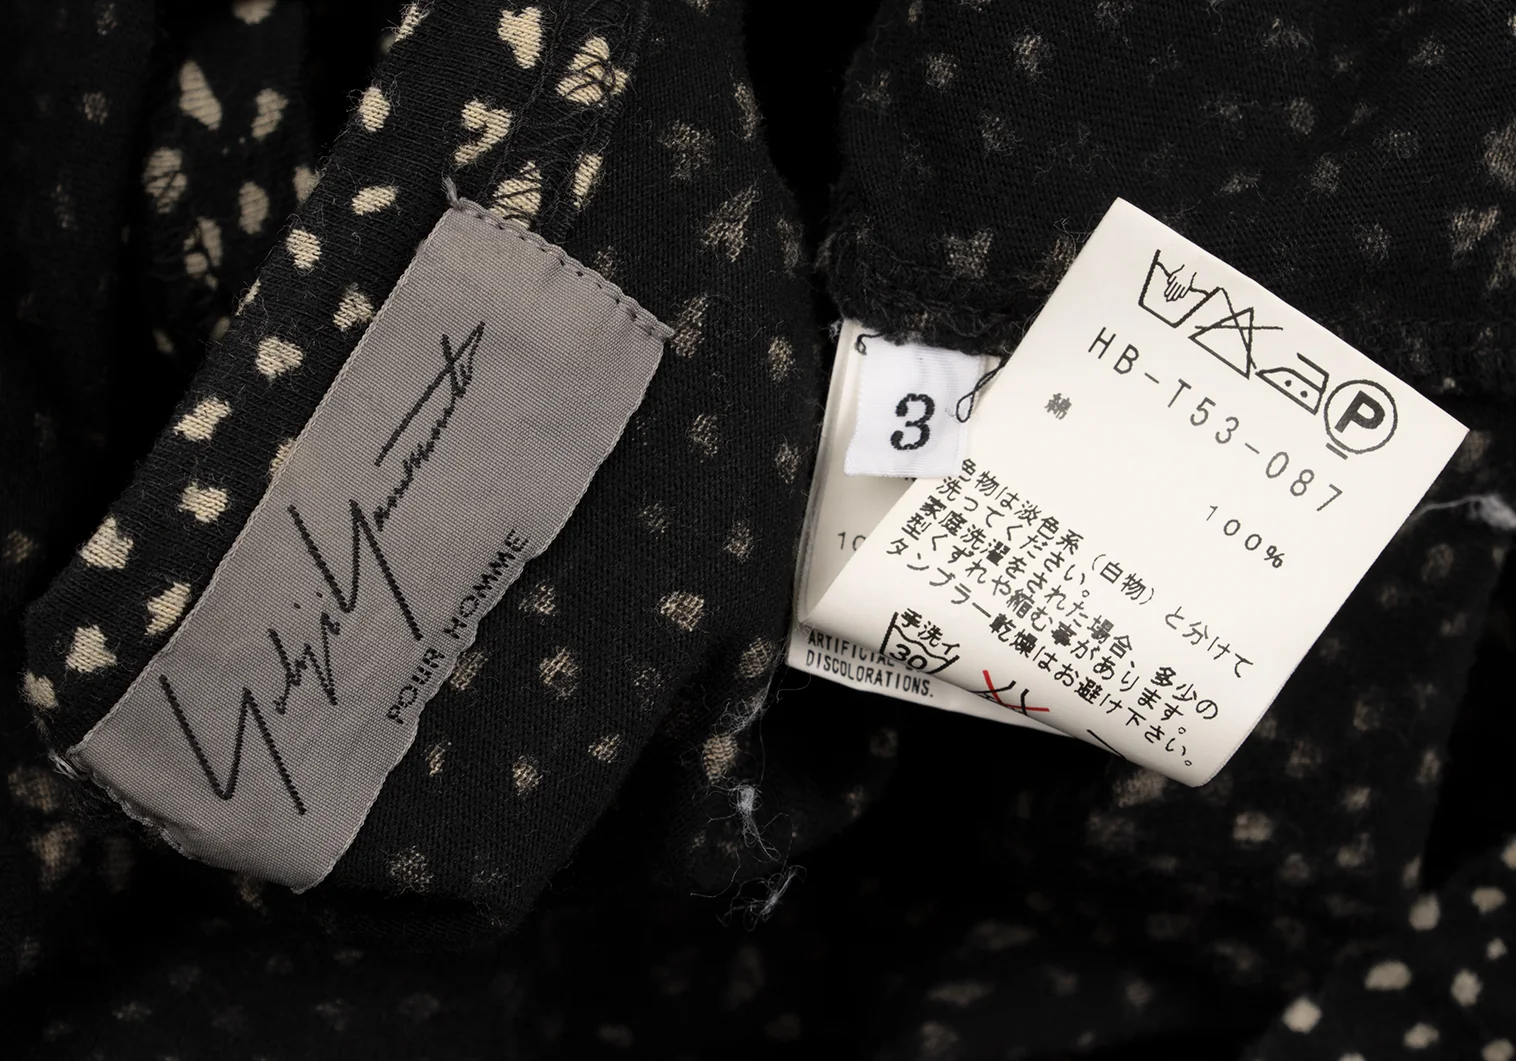 Yohji Yamamoto
POUR HOMME
3
P
HB-T53-087
綿 100%
色物は淡色系(白物)と分けて
洗ってください。
家庭洗濯をされた場合、多少の
型くずれや縮む事があります。
タンブラー乾燥はお避け下さい。
手洗イ
30
10
ARTIFICIAL
DISCOLORATIONS.